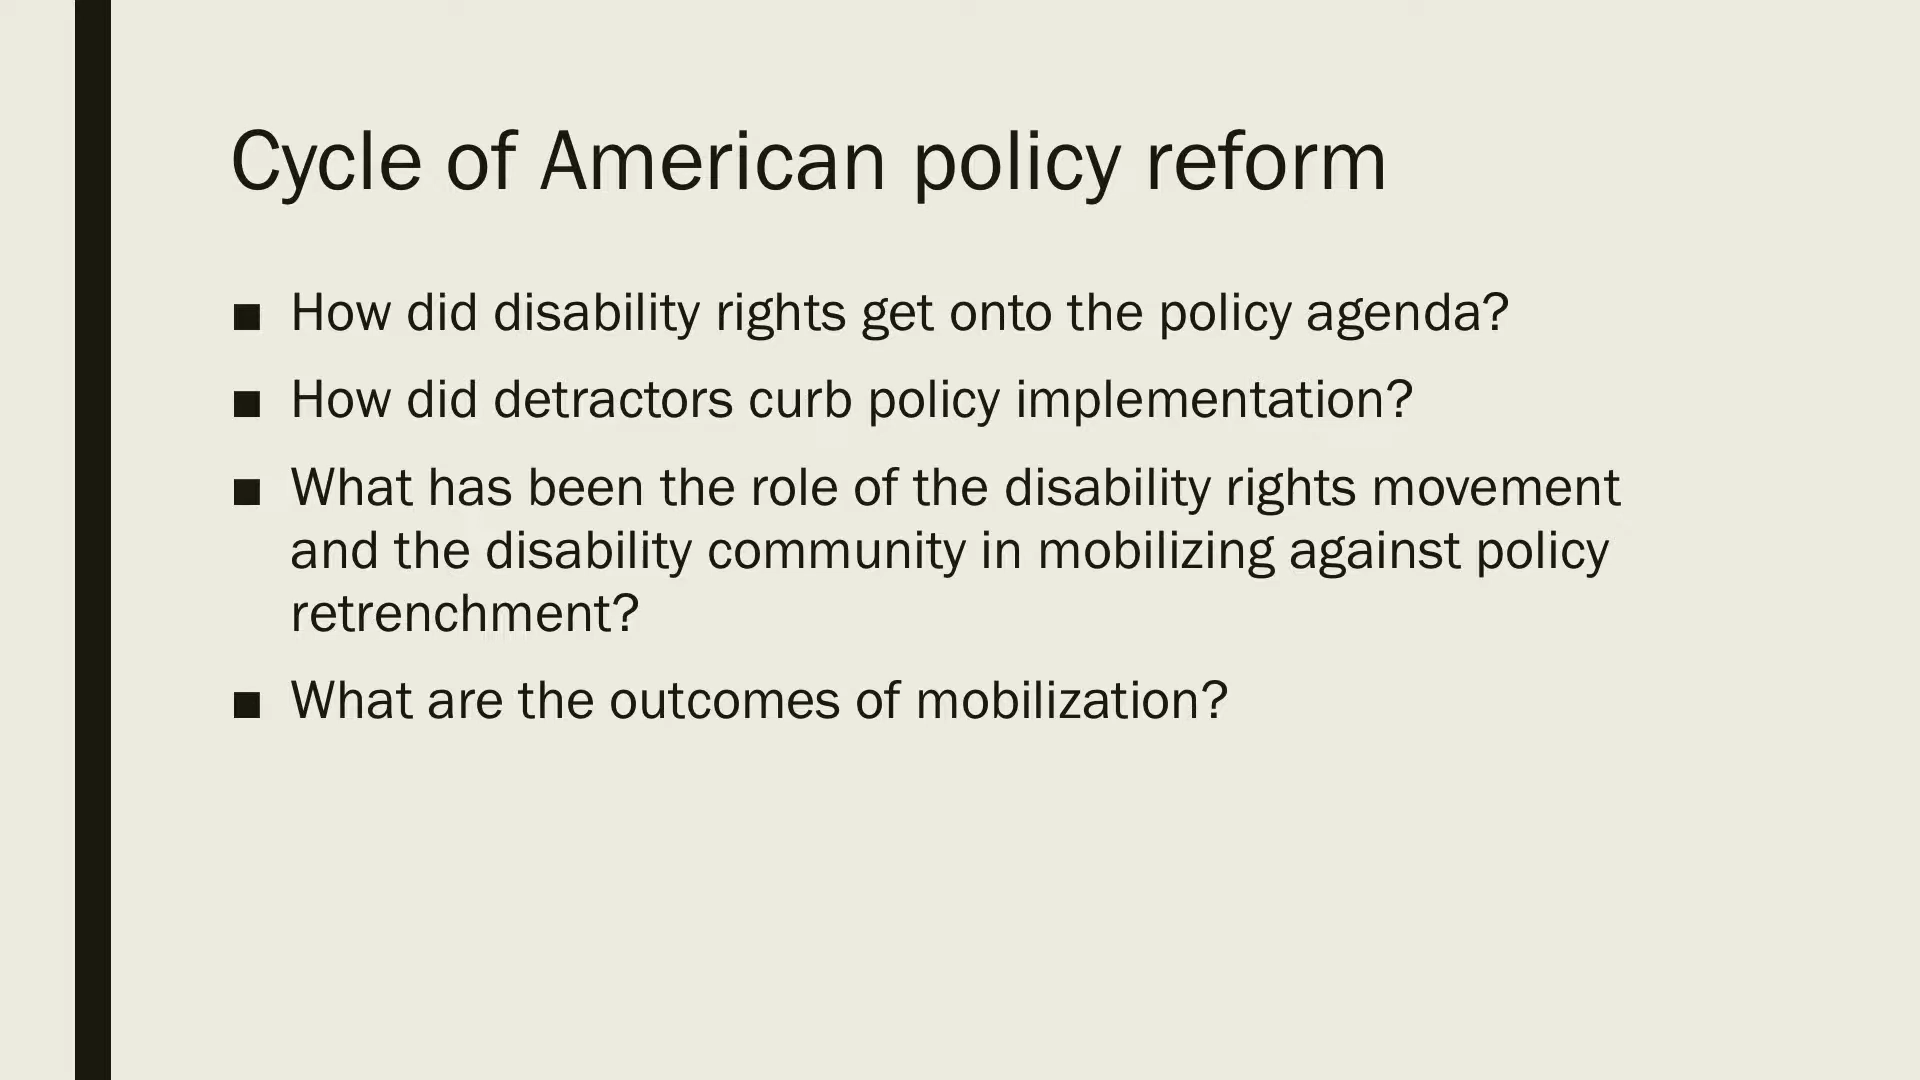 Cycle of American policy reform
■ How did disability rights get onto the policy agenda?
■ How did detractors curb policy implementation?
■ What has been the role of the disability rights movement
and the disability community in mobilizing against policy
retrenchment?
■ What are the outcomes of mobilization?